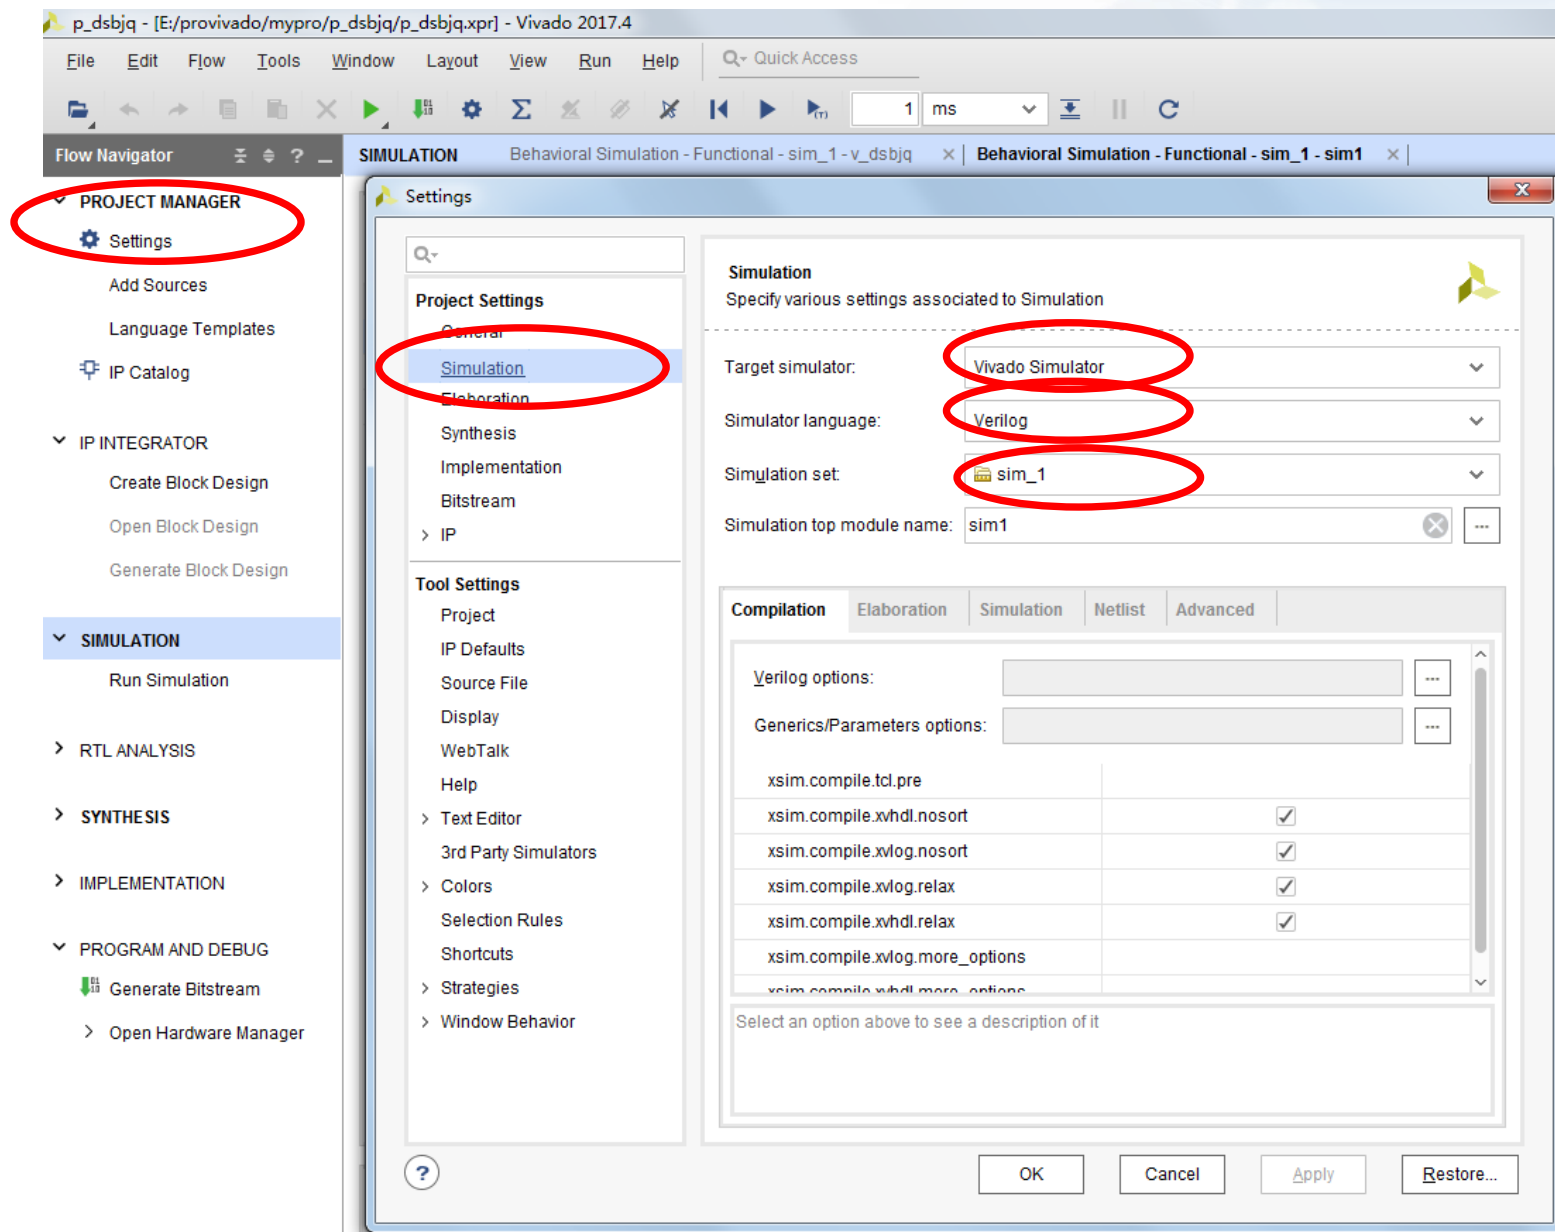 p_dsbjq - [E:/provivado/mypro/p_dsbjq/p_dsbjq.xpr] - Vivado 2017.4
File Edit Flow Tools Window Layout View Run Help Quick Access
1 ms
Flow Navigator
SIMULATION Behavioral Simulation - Functional - sim_1 - v_dsbjq Behavioral Simulation - Functional - sim_1 - sim1
PROJECT MANAGER
Settings
Add Sources
Language Templates
IP Catalog
IP INTEGRATOR
Create Block Design
Open Block Design
Generate Block Design
SIMULATION
Run Simulation
RTL ANALYSIS
SYNTHESIS
IMPLEMENTATION
PROGRAM AND DEBUG
Generate Bitstream
Open Hardware Manager
Settings
Project Settings
General
Simulation
Elaboration
Synthesis
Implementation
Bitstream
IP
Tool Settings
Project
IP Defaults
Source File
Display
WebTalk
Help
Text Editor
3rd Party Simulators
Colors
Selection Rules
Shortcuts
Strategies
Window Behavior
Simulation
Specify various settings associated to Simulation
Target simulator: Vivado Simulator
Simulator language: Verilog
Simulation set: sim_1
Simulation top module name: sim1
Compilation Elaboration Simulation Netlist Advanced
Verilog options:
Generics/Parameters options:
xsim.compile.tcl.pre
xsim.compile.xvhdl.nosort
xsim.compile.xvlog.nosort
xsim.compile.xvlog.relax
xsim.compile.xvhdl.relax
xsim.compile.xvlog.more_options
xsim.compile.xvhdl.more_options
Select an option above to see a description of it
OK Cancel Apply Restore...